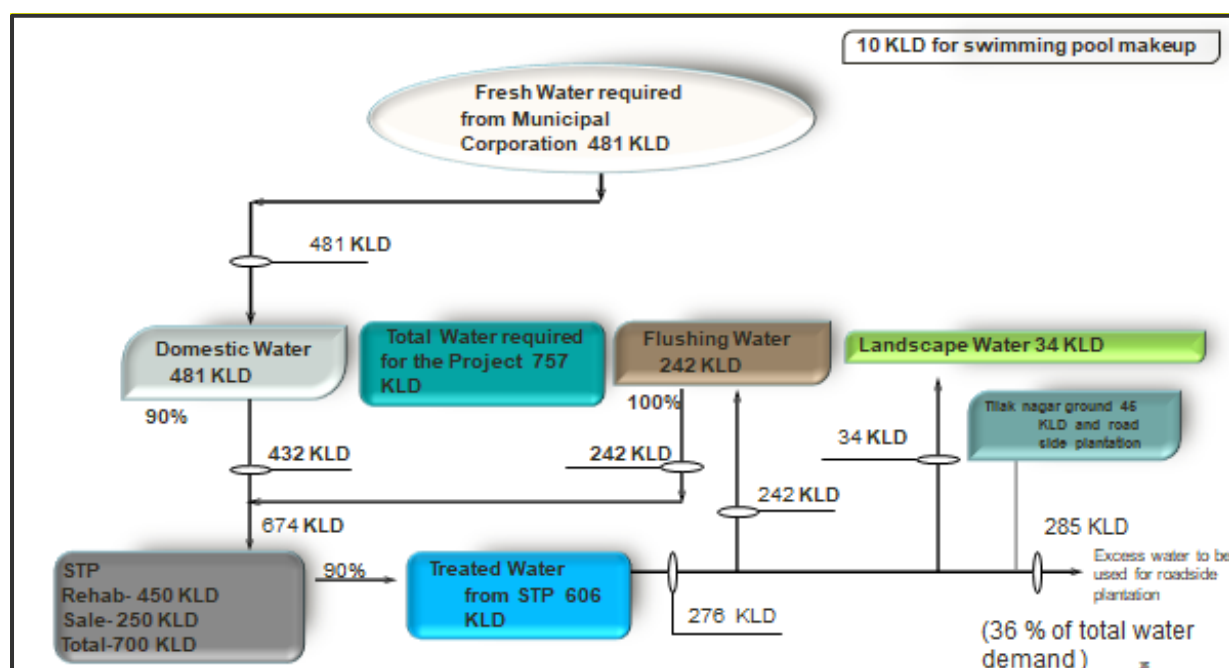 10 KLD for swimming pool makeup
Fresh Water required
from Municipal
Corporation 481 KLD
481 KLD
Domestic Water
481 KLD
Total Water required
for the Project 757
KLD
Flushing Water
242 KLD
Landscape Water 34 KLD
90%
100%
Tilak nagar ground 46
KLD and road
side plantation
432 KLD
242 KLD
34 KLD
242 KLD
674 KLD
285 KLD
STP
Rehab- 450 KLD
Sale- 250 KLD
Total-700 KLD
90%
Treated Water
from STP 606
KLD
276 KLD
Excess water to be
used for roadside
plantation
(36 % of total water
demand )